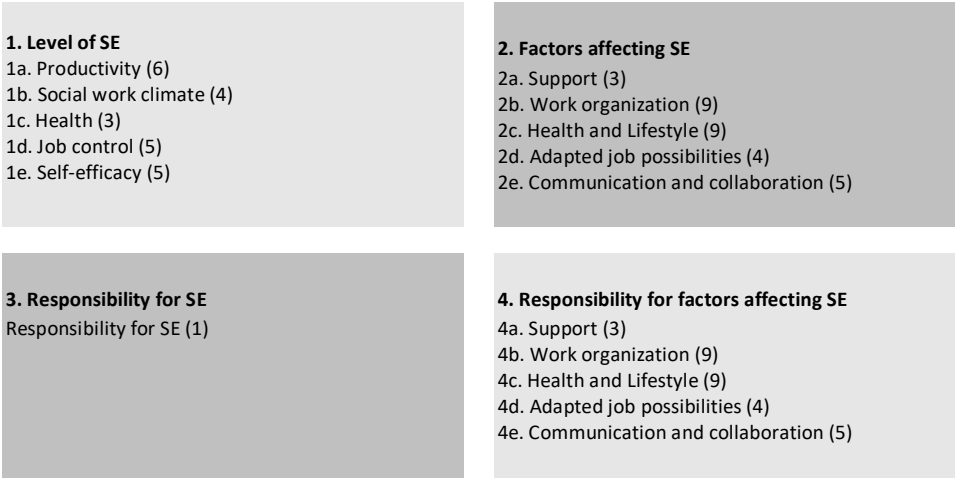 1. Level of SE
1a. Productivity (6)
1b. Social work climate (4)
1c. Health (3)
1d. Job control (5)
1e. Self-efficacy (5)
2. Factors affecting SE
2a. Support (3)
2b. Work organization (9)
2c. Health and Lifestyle (9)
2d. Adapted job possibilities (4)
2e. Communication and collaboration (5)
3. Responsibility for SE
Responsibility for SE (1)
4. Responsibility for factors affecting SE
4a. Support (3)
4b. Work organization (9)
4c. Health and Lifestyle (9)
4d. Adapted job possibilities (4)
4e. Communication and collaboration (5)